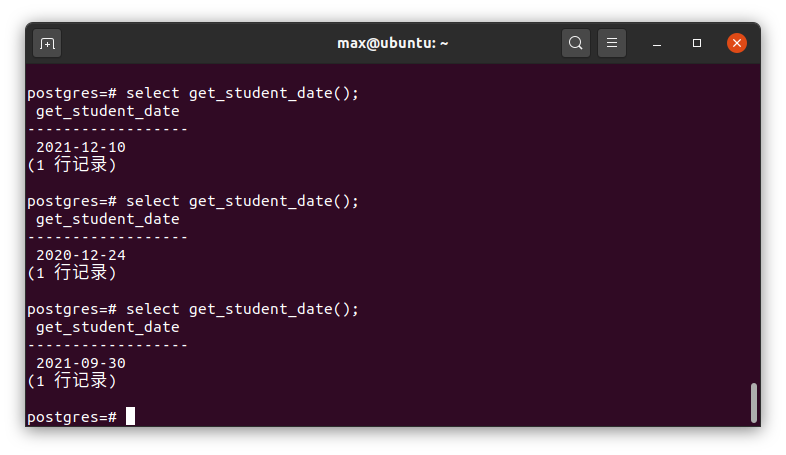 max@ubuntu: ~
postgres=# select get_student_date();
 get_student_date
------------------
 2021-12-10
(1 行记录)
postgres=# select get_student_date();
 get_student_date
------------------
 2020-12-24
(1 行记录)
postgres=# select get_student_date();
 get_student_date
------------------
 2021-09-30
(1 行记录)
postgres=#